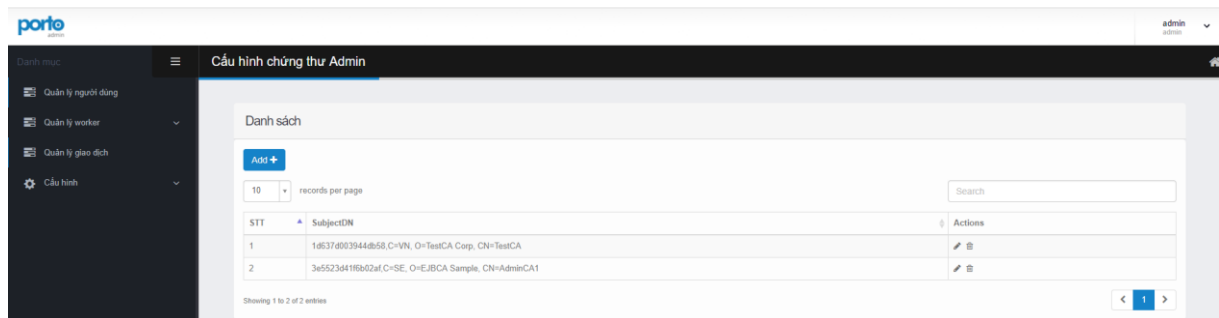 porto
admin
admin
admin
Danh mục
Cấu hình chứng thư Admin
Quản lý người dùng
Quản lý worker
Quản lý giao dịch
Cấu hình
Danh sách
Add +
10 records per page
Search
STT SubjectDN Actions
1 1d637d003944db58,C=VN, O=TestCA Corp, CN=TestCA
2 3e5523d41f6b02af,C=SE, O=EJBCA Sample, CN=AdminCA1
Showing 1 to 2 of 2 entries
< 1 >